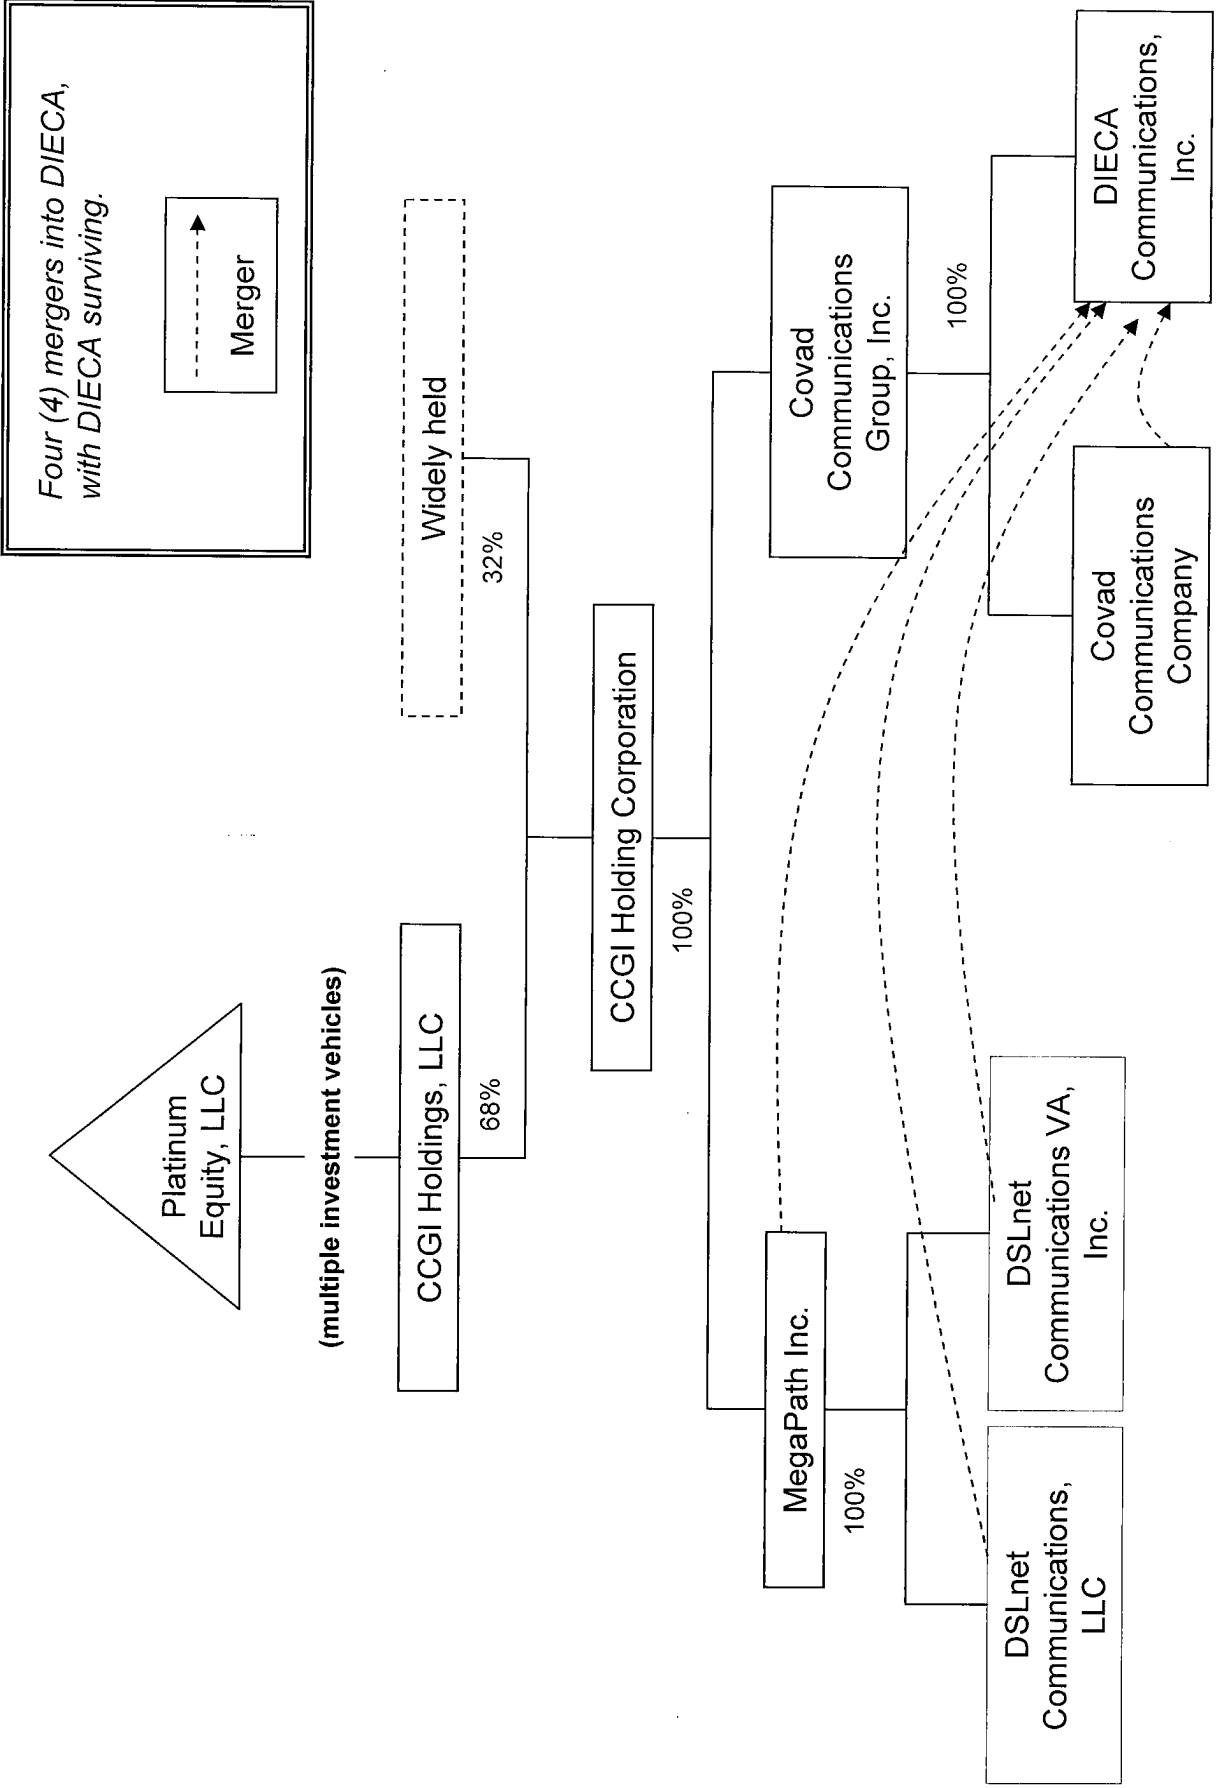 Four (4) mergers into DIECA,
with DIECA surviving.
Merger
Platinum
Equity, LLC
(multiple investment vehicles)
CCGI Holdings, LLC
Widely held
68%
32%
CCGI Holding Corporation
100%
MegaPath Inc.
Covad
Communications
Group, Inc.
100%
100%
DSLnet
Communications,
LLC
DSLnet
Communications VA,
Inc.
Covad
Communications
Company
DIECA
Communications,
Inc.